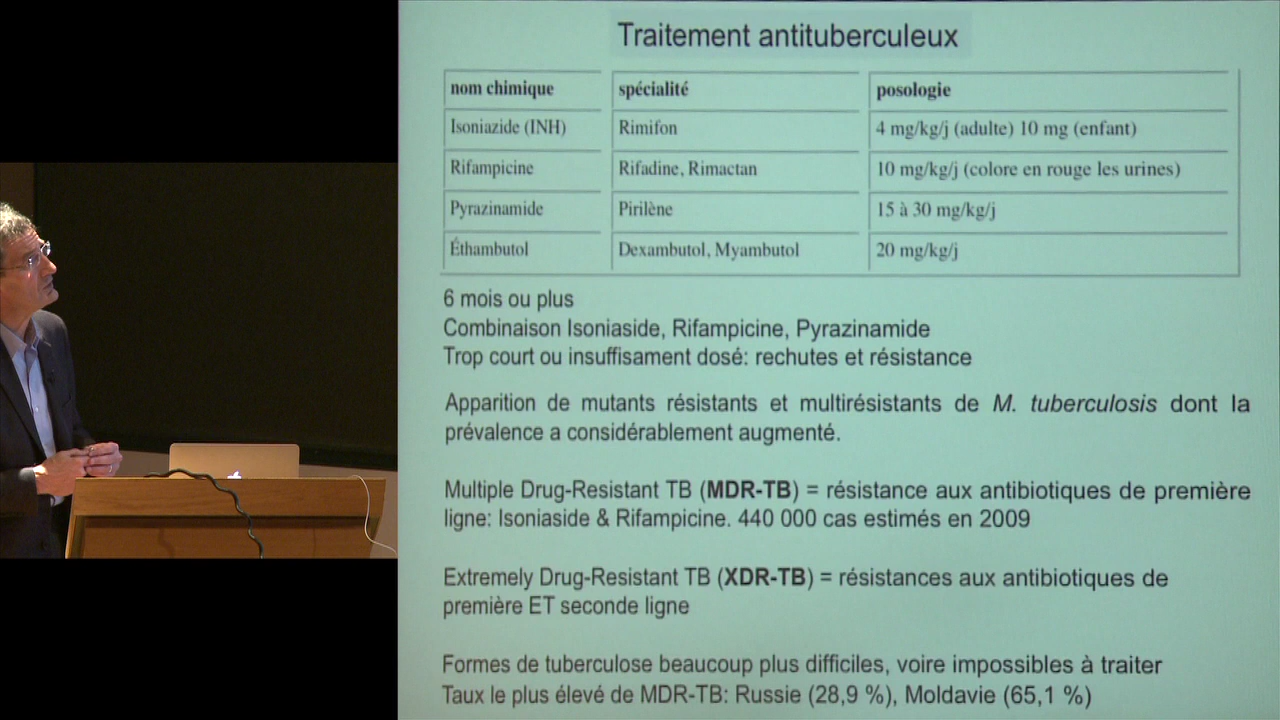 Traitement antituberculeux
nom chimique spécialité posologie
Isoniazide (INH) Rimifon 4 mg/kg/j (adulte) 10 mg (enfant)
Rifampicine Rifadine, Rimactan 10 mg/kg/j (colore en rouge les urines)
Pyrazinamide Pirilène 15 à 30 mg/kg/j
Éthambutol Dexambutol, Myambutol 20 mg/kg/j
6 mois ou plus
Combinaison Isoniaside, Rifampicine, Pyrazinamide
Trop court ou insuffisament dosé: rechutes et résistance
Apparition de mutants résistants et multirésistants de M. tuberculosis dont la
prévalence a considérablement augmenté.
Multiple Drug-Resistant TB (MDR-TB) = résistance aux antibiotiques de première
ligne: Isoniaside & Rifampicine. 440 000 cas estimés en 2009
Extremely Drug-Resistant TB (XDR-TB) = résistances aux antibiotiques de
première ET seconde ligne
Formes de tuberculose beaucoup plus difficiles, voire impossibles à traiter
Taux le plus élevé de MDR-TB: Russie (28,9 %), Moldavie (65,1 %)